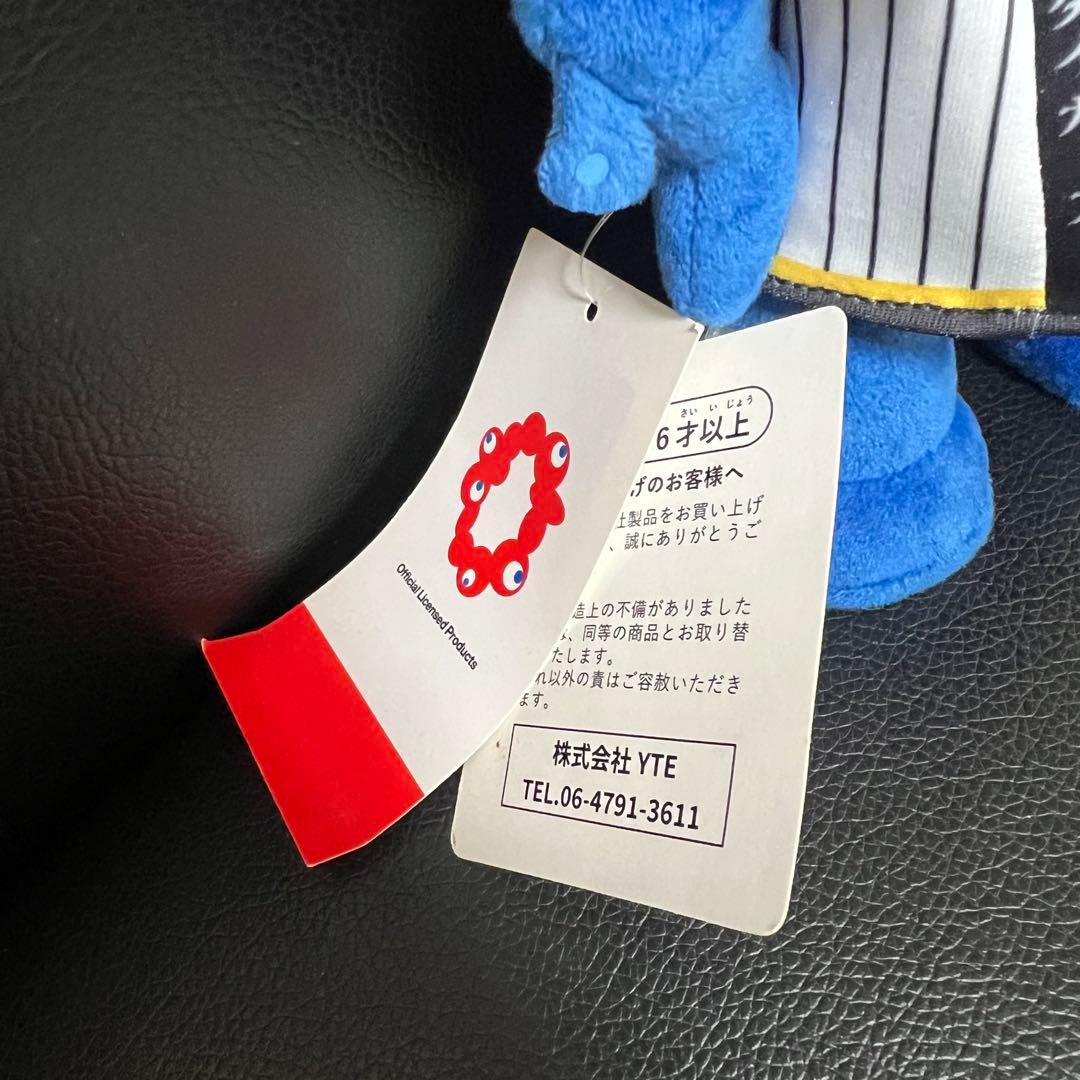 Official Licensed Products
さい い じょう
6才以上
げのお客様へ
社製品をお買い上げ
、誠にありがとうご
造上の不備がありました
、同等の商品とお取り替
たします。
れ以外の責はご容赦いただき
ます。
株式会社 YTE
TEL.06-4791-3611